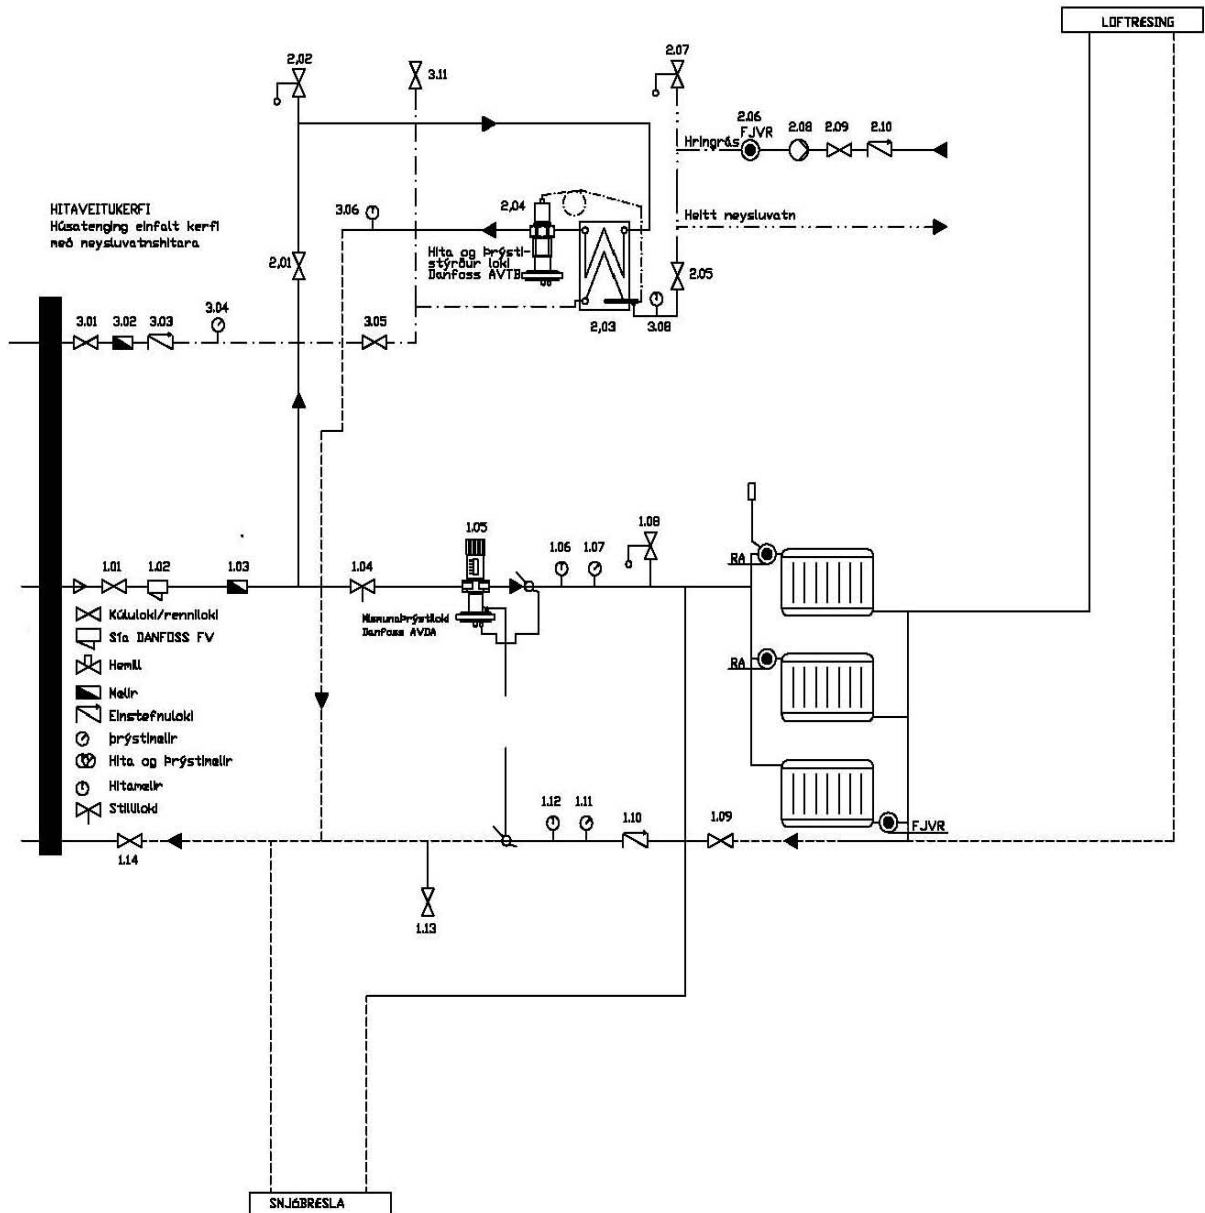 LOFTRESING
2,02
3.11
2.07
2.06
FJVR
2.08
2.09
2.10
Hringrás
HITAVEITUKERFI
Húsatenging einfalt kerfi
með neysluvatnshitara
3.06
2,04
Heitt neysluvatn
Hita og þrýsti-
stýrður loki
Danfoss AVTB
2,01
2.05
3.01
3.02
3.03
3.04
3.05
2,03
3.08
1.01
1.02
1.03
1.04
1.05
1.06
1.07
1.08
RA
Mismunaþrýstiloki
Danfoss AVDA
Kúluloki/renniloki
Sía DANFOSS FV
Hemill
Mælir
Einstefnuloki
þrýstimælir
Hita og þrýstimælir
Hitamælir
Stilliloki
RA
1.14
1.12
1.11
1.10
1.09
FJVR
1.13
SNJóBRÆSLA